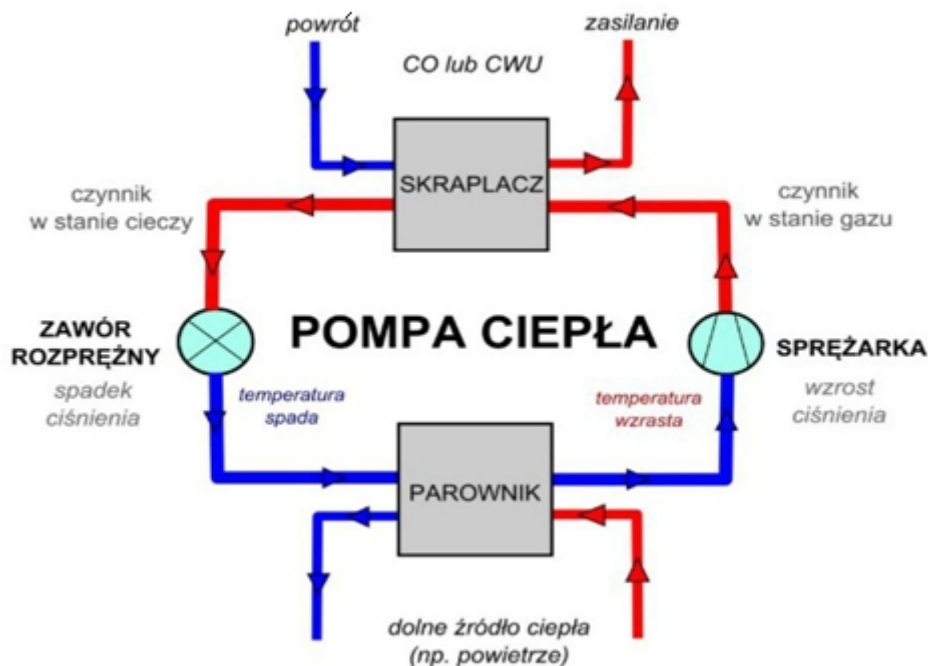 powrót
zasilanie
CO lub CWU
SKRAPLACZ
czynnik
w stanie cieczy
czynnik
w stanie gazu
ZAWÓR
ROZPRĘŻNY
spadek
ciśnienia
POMPA CIEPŁA
SPRĘŻARKA
wzrost
ciśnienia
temperatura
spada
temperatura
wzrasta
PAROWNIK
dolne źródło ciepła
(np. powietrze)